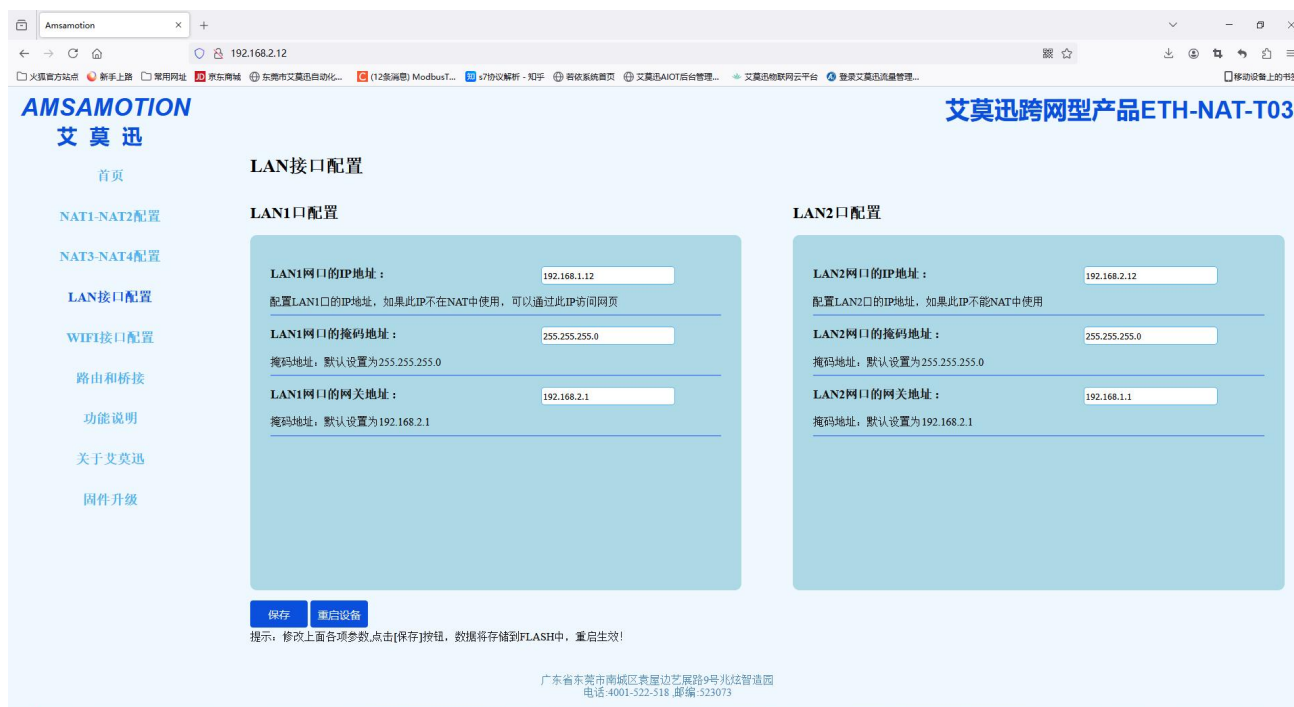 Amsamotion
192.168.2.12
火狐官方站点 新手上路 常用网址 京东商城 东莞市艾莫迅自动化... (12条消息) ModbusT... s7协议解析 - 知乎 若依系统首页 艾莫迅AIOT后台管理... 艾莫迅物联网云平台 登录艾莫迅流量管理... 移动设备上的书签
AMSAMOTION
艾莫迅
艾莫迅跨网型产品ETH-NAT-T03
首页
NAT1-NAT2配置
NAT3-NAT4配置
LAN接口配置
WIFI接口配置
路由和桥接
功能说明
关于艾莫迅
固件升级
LAN接口配置
LAN1口配置
LAN1网口的IP地址：
192.168.1.12
配置LAN1口的IP地址，如果此IP不在NAT中使用，可以通过此IP访问网页
LAN1网口的掩码地址：
255.255.255.0
掩码地址，默认设置为255.255.255.0
LAN1网口的网关地址：
192.168.2.1
掩码地址，默认设置为192.168.2.1
LAN2口配置
LAN2网口的IP地址：
192.168.2.12
配置LAN2口的IP地址，如果此IP不能NAT中使用
LAN2网口的掩码地址：
255.255.255.0
掩码地址，默认设置为255.255.255.0
LAN2网口的网关地址：
192.168.1.1
掩码地址，默认设置为192.168.2.1
保存 重启设备
提示：修改上面各项参数,点击[保存]按钮，数据将存储到FLASH中，重启生效!
广东省东莞市南城区袁屋边艺展路9号兆炫智造园
电话:4001-522-518 ,邮编:523073